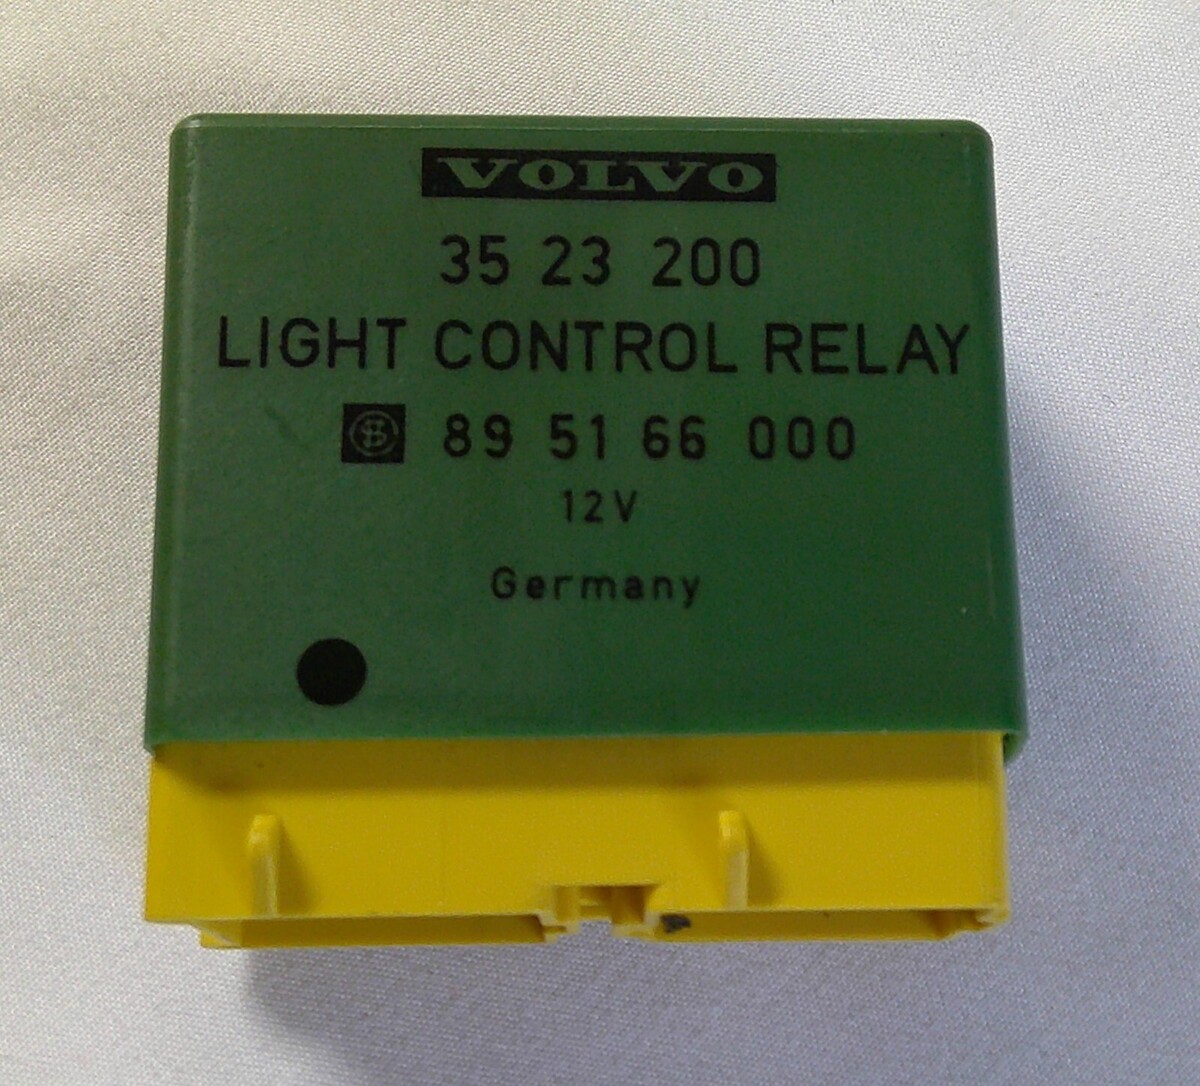 VOLVO
35 23 200
LIGHT CONTROL RELAY
89 51 66 000
12V
Germany